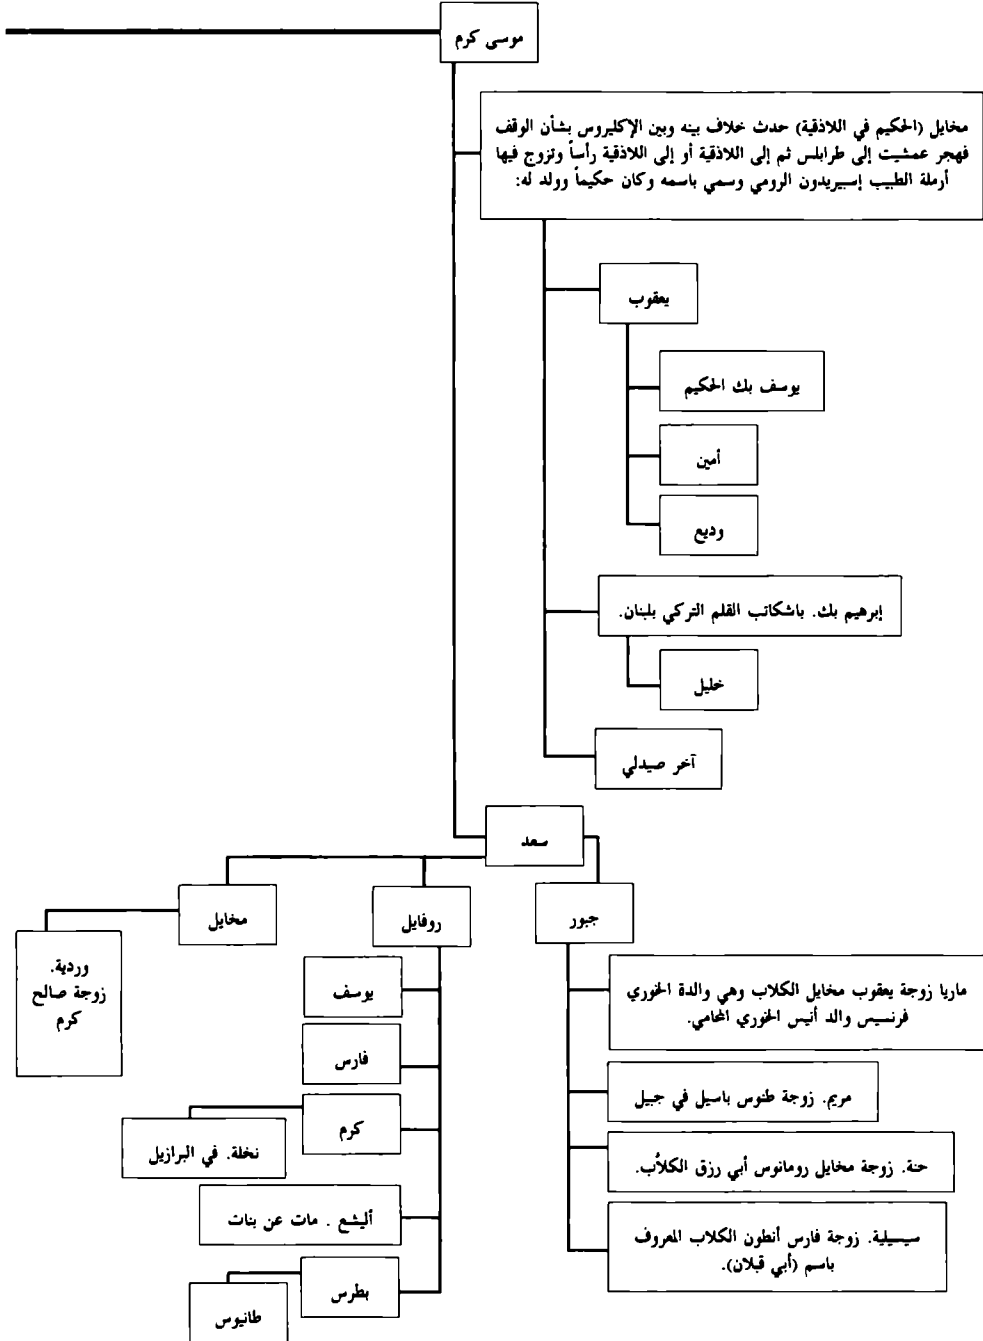 موسى كرم
مخايل (الحكيم في اللاذقية) حدث خلاف بينه وبين الإكليروس بشأن الوقف
فهجر عمشيت إلى طرابلس ثم إلى اللاذقية أو إلى اللاذقية رأساً وتزوج فيها
أرملة الطبيب إسبيريدون الرومي وسمي باسمه وكان حكيماً وولد له:
يعقوب
يوسف بك الحكيم
أمين
وديع
إبرهيم بك. باشكاتب القلم التركي بلبنان.
خليل
آخر صيدلي
سعد
جبور
روفايل
مخايل
ماريا زوجة يعقوب مخايل الكلاب وهي والدة الخوري
فرنسيس والد أنيس الخوري المحامي.
مريم. زوجة طنوس باسيل في جبيل
حنة. زوجة مخايل رومانوس أبي رزق الكلاّب.
سيسيلية. زوجة فارس أنطون الكلاب المعروف
باسم (أبي قبلان).
يوسف
فارس
كرم
نخلة. في البرازيل
أليشع . مات عن بنات
بطرس
طانيوس
وردية.
زوجة صالح
كرم